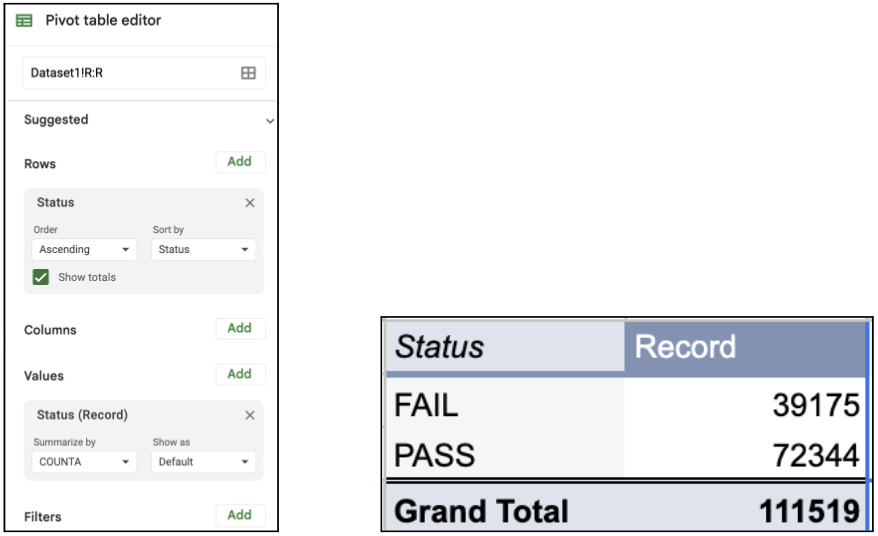 Pivot table editor
Dataset1!R:R
Suggested
Rows Add
Status
Order Sort by
Ascending Status
Show totals
Columns Add
Values Add
Status (Record)
Summarize by Show as
COUNTA Default
Filters Add
Status Record
FAIL 39175
PASS 72344
Grand Total 111519